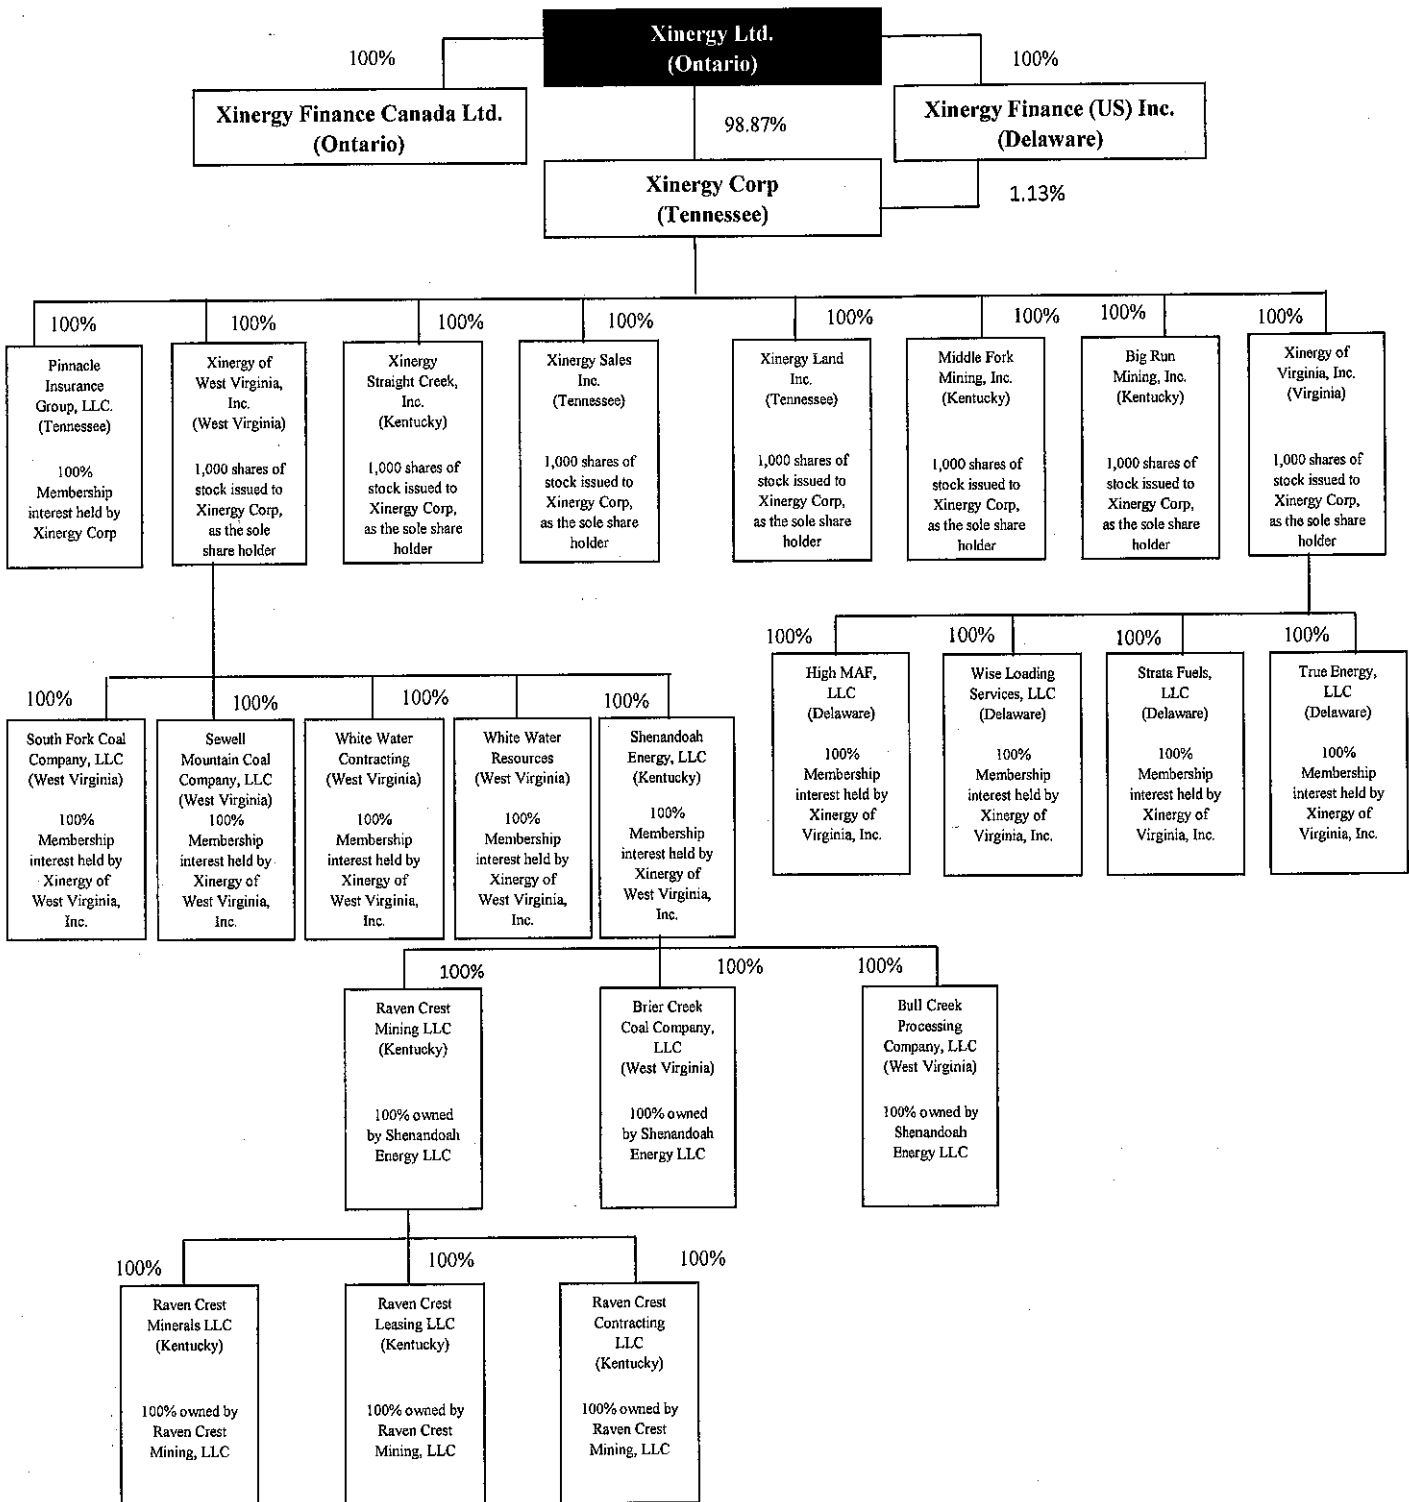 Xinergy Ltd.
(Ontario)
100%
100%
Xinergy Finance Canada Ltd.
(Ontario)
98.87%
Xinergy Finance (US) Inc.
(Delaware)
Xinergy Corp
(Tennessee)
1.13%
100%
Pinnacle
Insurance
Group, LLC.
(Tennessee)
100%
Membership
interest held by
Xinergy Corp
100%
Xinergy of
West Virginia,
Inc.
(West Virginia)
1,000 shares of
stock issued to
Xinergy Corp,
as the sole
share holder
100%
Xinergy
Straight Creek,
Inc.
(Kentucky)
1,000 shares of
stock issued to
Xinergy Corp,
as the sole share
holder
100%
Xinergy Sales
Inc.
(Tennessee)
1,000 shares of
stock issued to
Xinergy Corp,
as the sole share
holder
100%
Xinergy Land
Inc.
(Tennessee)
1,000 shares of
stock issued to
Xinergy Corp,
as the sole share
holder
100%
Middle Fork
Mining, Inc.
(Kentucky)
1,000 shares of
stock issued to
Xinergy Corp,
as the sole share
holder
100%
Big Run
Mining, Inc.
(Kentucky)
1,000 shares of
stock issued to
Xinergy Corp,
as the sole share
holder
100%
Xinergy of
Virginia, Inc.
(Virginia)
1,000 shares of
stock issued to
Xinergy Corp,
as the sole share
holder
100%
High MAF,
LLC
(Delaware)
100%
Membership
interest held by
Xinergy of
Virginia, Inc.
100%
Wise Loading
Services, LLC
(Delaware)
100%
Membership
interest held by
Xinergy of
Virginia, Inc.
100%
Strata Fuels,
LLC
(Delaware)
100%
Membership
interest held by
Xinergy of
Virginia, Inc.
100%
True Energy,
LLC
(Delaware)
100%
Membership
interest held by
Xinergy of
Virginia, Inc.
100%
South Fork Coal
Company, LLC
(West Virginia)
100%
Membership
interest held by
Xinergy of
West Virginia,
Inc.
100%
Sewell
Mountain Coal
Company, LLC
(West Virginia)
100%
Membership
interest held by
Xinergy of
West Virginia,
Inc.
100%
White Water
Contracting
(West Virginia)
100%
Membership
interest held by
Xinergy of
West Virginia,
Inc.
100%
White Water
Resources
(West Virginia)
100%
Membership
interest held by
Xinergy of
West Virginia,
Inc.
100%
Shenandoah
Energy, LLC
(Kentucky)
100%
Membership
interest held by
Xinergy of
West Virginia,
Inc.
100%
Raven Crest
Mining LLC
(Kentucky)
100% owned
by Shenandoah
Energy LLC
100%
Brier Creek
Coal Company,
LLC
(West Virginia)
100% owned
by Shenandoah
Energy LLC
100%
Bull Creek
Processing
Company, LLC
(West Virginia)
100% owned by
Shenandoah
Energy LLC
100%
Raven Crest
Minerals LLC
(Kentucky)
100% owned by
Raven Crest
Mining, LLC
100%
Raven Crest
Leasing LLC
(Kentucky)
100% owned by
Raven Crest
Mining, LLC
100%
Raven Crest
Contracting
LLC
(Kentucky)
100% owned by
Raven Crest
Mining, LLC